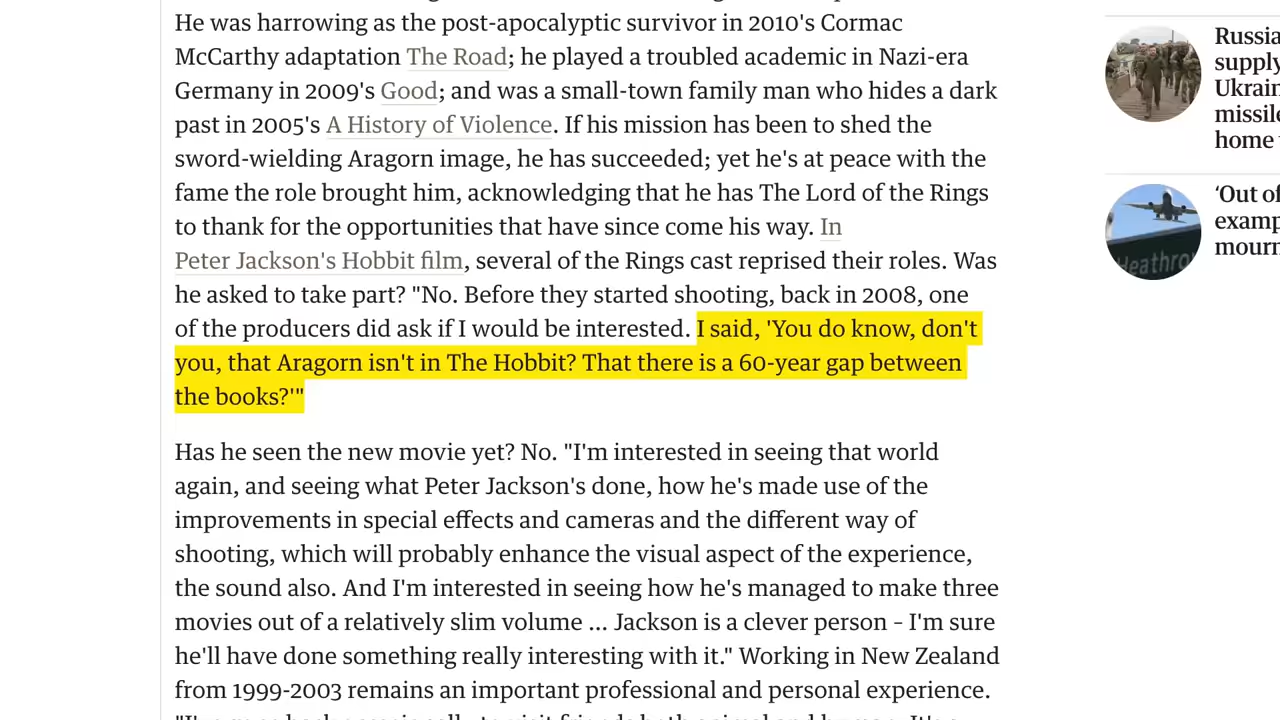 He was harrowing as the post-apocalyptic survivor in 2010's Cormac
McCarthy adaptation The Road; he played a troubled academic in Nazi-era
Germany in 2009's Good; and was a small-town family man who hides a dark
past in 2005's A History of Violence. If his mission has been to shed the
sword-wielding Aragorn image, he has succeeded; yet he's at peace with the
fame the role brought him, acknowledging that he has The Lord of the Rings
to thank for the opportunities that have since come his way. In
Peter Jackson's Hobbit film, several of the Rings cast reprised their roles. Was
he asked to take part? "No. Before they started shooting, back in 2008, one
of the producers did ask if I would be interested. I said, 'You do know, don't
you, that Aragorn isn't in The Hobbit? That there is a 60-year gap between
the books?'"
Has he seen the new movie yet? No. "I'm interested in seeing that world
again, and seeing what Peter Jackson's done, how he's made use of the
improvements in special effects and cameras and the different way of
shooting, which will probably enhance the visual aspect of the experience,
the sound also. And I'm interested in seeing how he's managed to make three
movies out of a relatively slim volume ... Jackson is a clever person – I'm sure
he'll have done something really interesting with it." Working in New Zealand
from 1999-2003 remains an important professional and personal experience.
Russia
supply
Ukrain
missile
home
'Out of
examp
mourn
Heathro